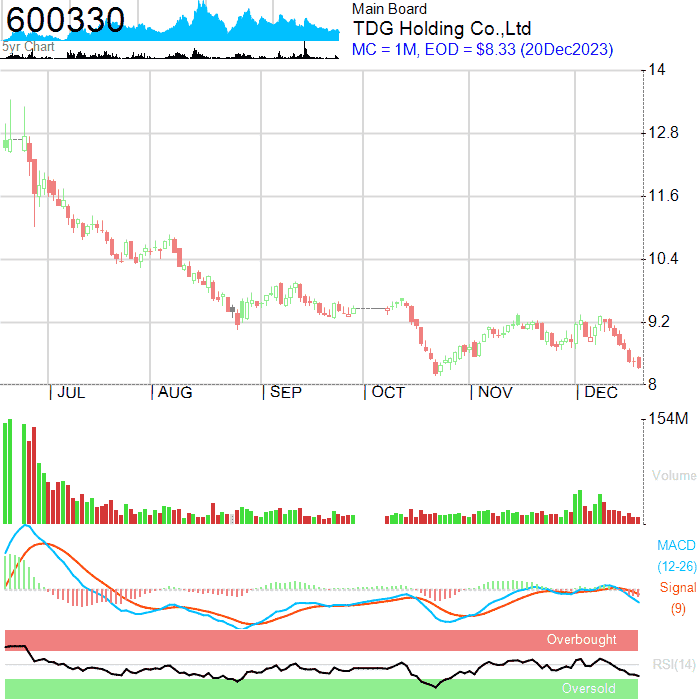 600330
5yr Chart
Main Board
TDG Holding Co.,Ltd
MC = 1M, EOD = $8.33 (20Dec2023)
14
12.8
11.6
10.4
9.2
8
JUL
AUG
SEP
OCT
NOV
DEC
154M
Volume
MACD
(12-26)
Signal
(9)
Overbought
RSI(14)
Oversold